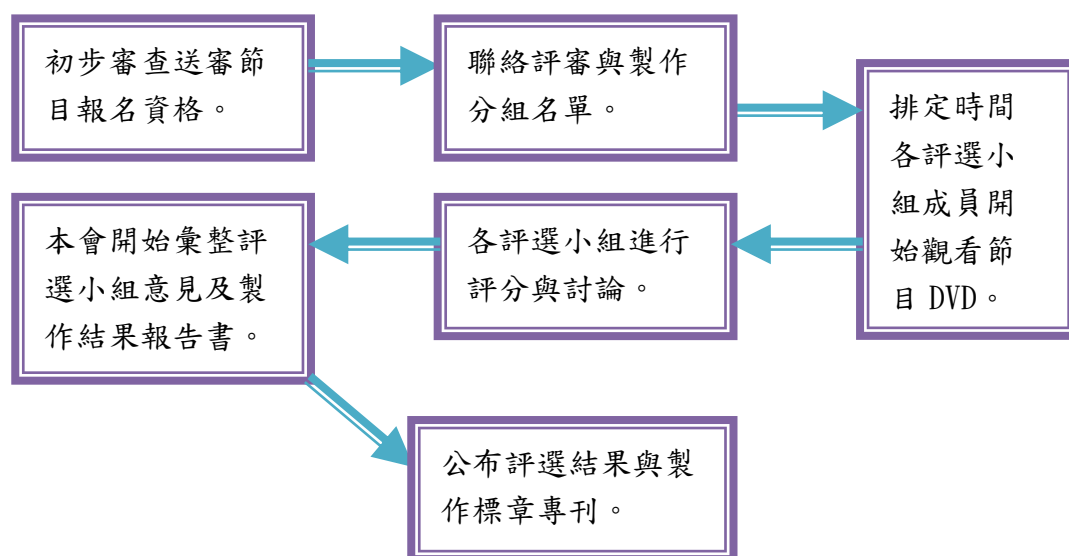 初步審查送審節
目報名資格。
聯絡評審與製作
分組名單。
排定時間
各評選小
組成員開
始觀看節
目 DVD。
各評選小組進行
評分與討論。
本會開始彙整評
選小組意見及製
作結果報告書。
公布評選結果與製
作標章專刊。